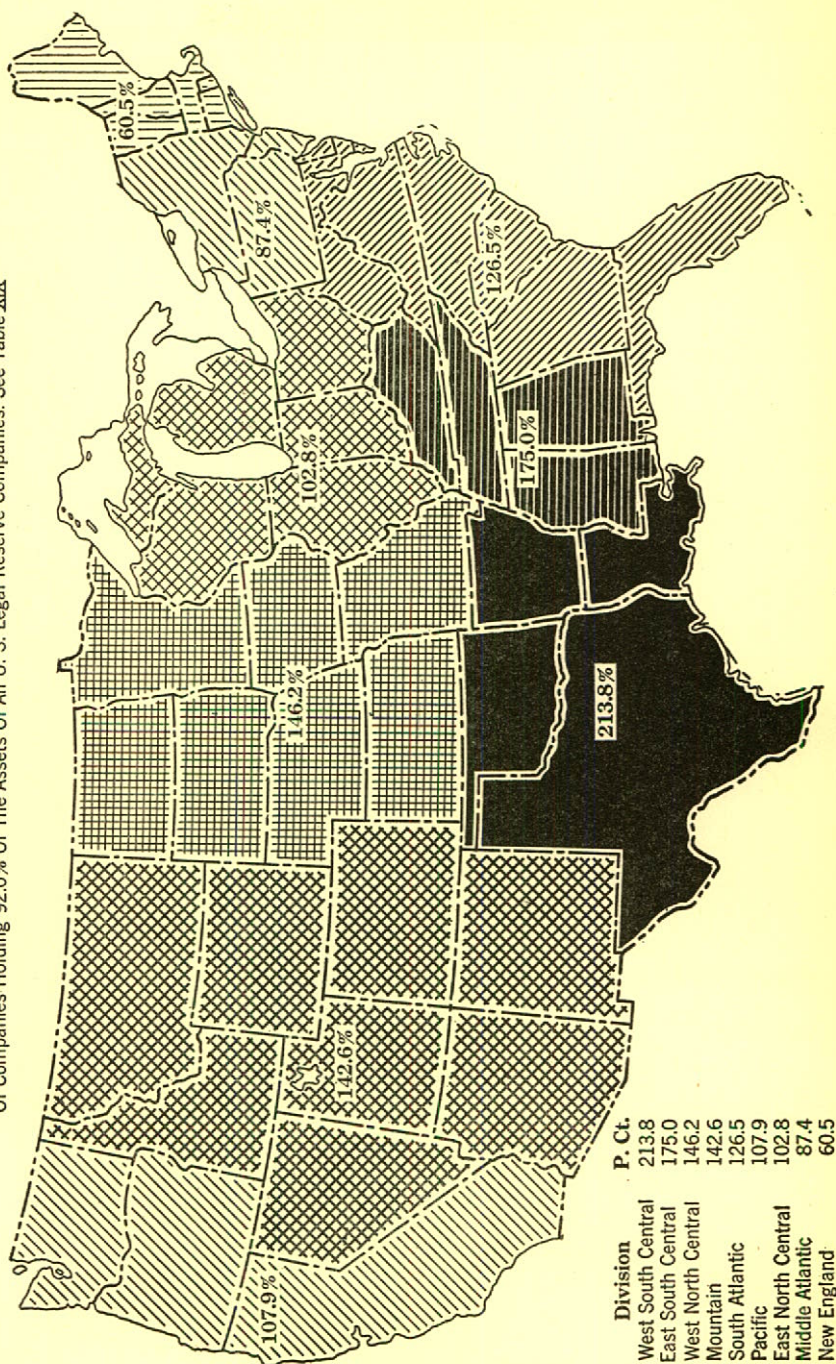 Of Companies Holding 92.0% Of The Assets Of All U. S. Legal Reserve Companies. See Table XIX
60.5%
87.4%
126.5%
102.8%
175.0%
146.2%
213.8%
142.6%
107.9%
Division P. Ct.
West South Central 213.8
East South Central 175.0
West North Central 146.2
Mountain 142.6
South Atlantic 126.5
Pacific 107.9
East North Central 102.8
Middle Atlantic 87.4
New England 60.5